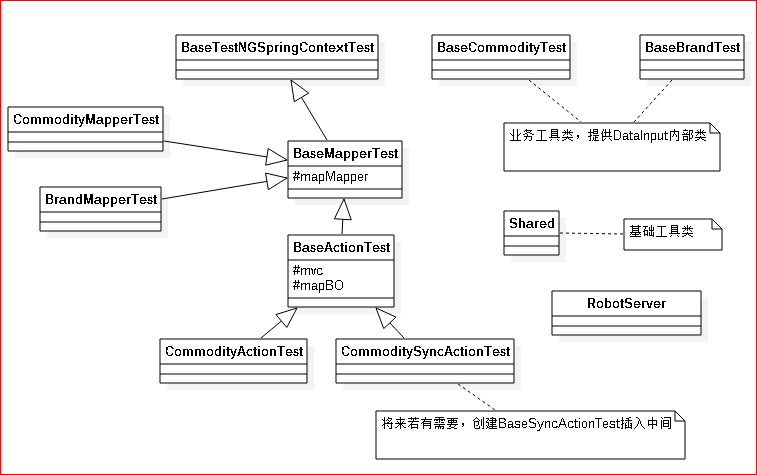 BaseTestNGSpringContextTest
BaseCommodityTest
BaseBrandTest
CommodityMapperTest
业务工具类，提供DataInput内部类
BaseMapperTest
#mapMapper
BrandMapperTest
Shared
基础工具类
BaseActionTest
#mvc
#mapBO
RobotServer
CommodityActionTest
CommoditySyncActionTest
将来若有需要，创建BaseSyncActionTest插入中间